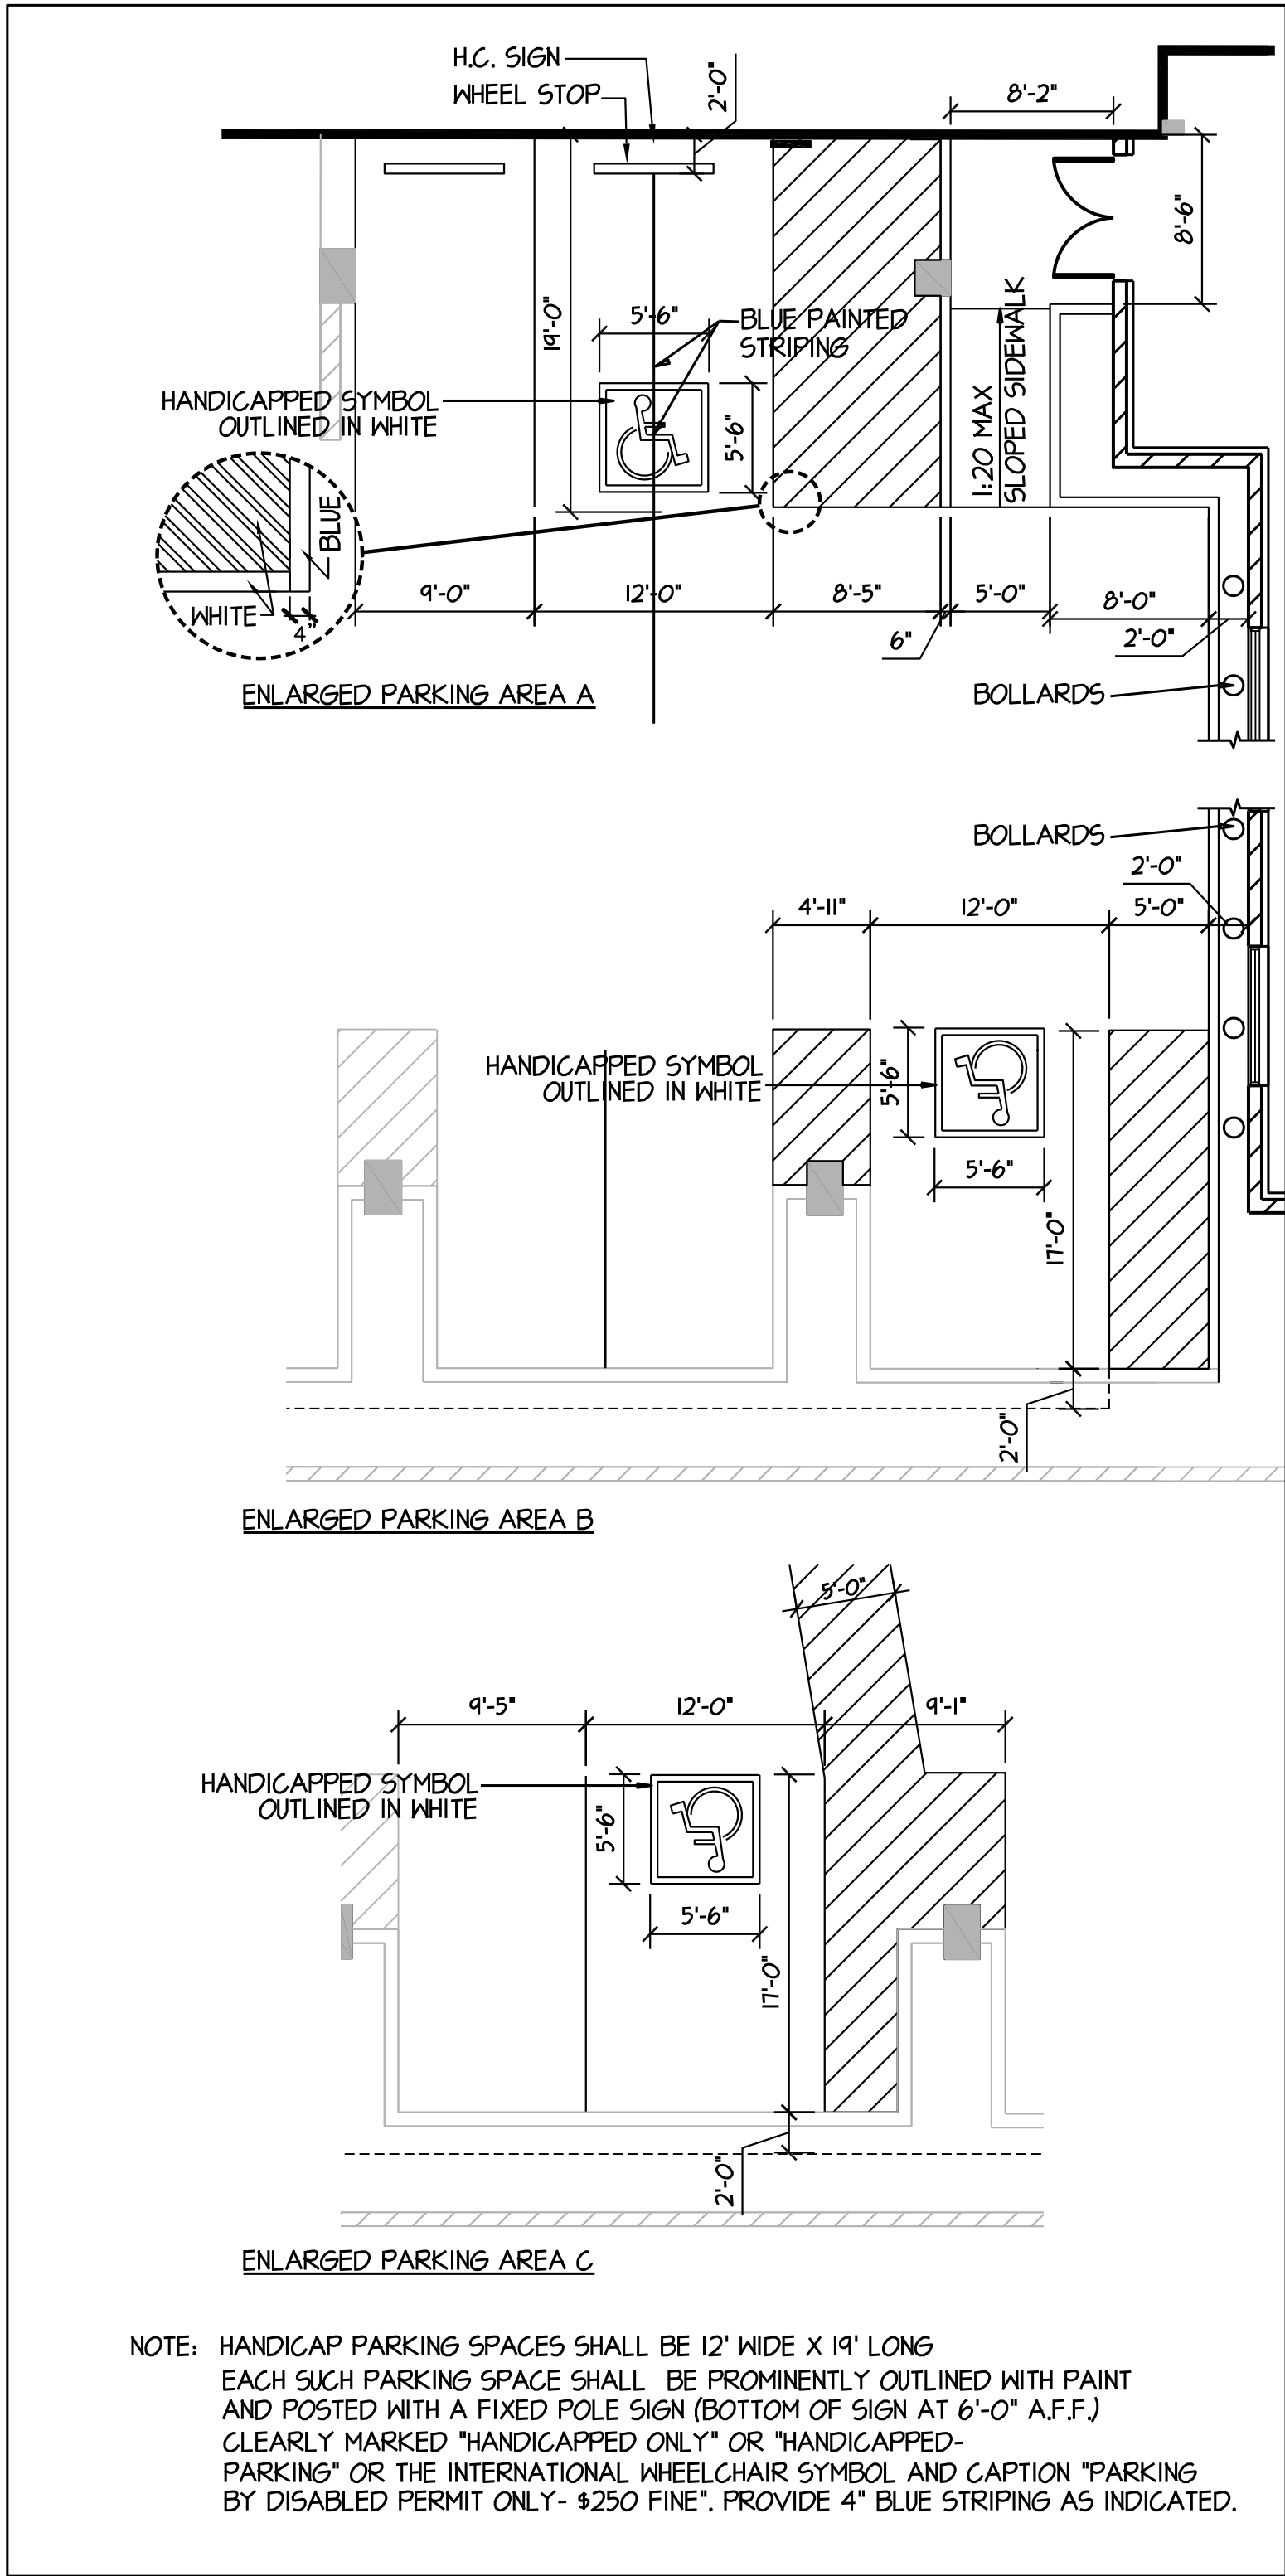 H.C. SIGN
WHEEL STOP
2'-0"
8'-2"
8'-6"
19'-0"
5'-6"
BLUE PAINTED
STRIPING
HANDICAPPED SYMBOL
OUTLINED IN WHITE
5'-6"
1:20 MAX
SLOPED SIDEWALK
BLUE
WHITE
4"
9'-0"
12'-0"
8'-5"
6"
5'-0"
8'-0"
2'-0"
ENLARGED PARKING AREA A
BOLLARDS
BOLLARDS
2'-0"
4'-11"
12'-0"
5'-0"
HANDICAPPED SYMBOL
OUTLINED IN WHITE
5'-6"
5'-6"
17'-0"
2'-0"
ENLARGED PARKING AREA B
5'-0"
9'-5"
12'-0"
9'-1"
HANDICAPPED SYMBOL
OUTLINED IN WHITE
5'-6"
5'-6"
17'-0"
2'-0"
ENLARGED PARKING AREA C
NOTE: HANDICAP PARKING SPACES SHALL BE 12' WIDE X 19' LONG
EACH SUCH PARKING SPACE SHALL BE PROMINENTLY OUTLINED WITH PAINT
AND POSTED WITH A FIXED POLE SIGN (BOTTOM OF SIGN AT 6'-0" A.F.F.)
CLEARLY MARKED "HANDICAPPED ONLY" OR "HANDICAPPED-
PARKING" OR THE INTERNATIONAL WHEELCHAIR SYMBOL AND CAPTION "PARKING
BY DISABLED PERMIT ONLY- $250 FINE". PROVIDE 4" BLUE STRIPING AS INDICATED.